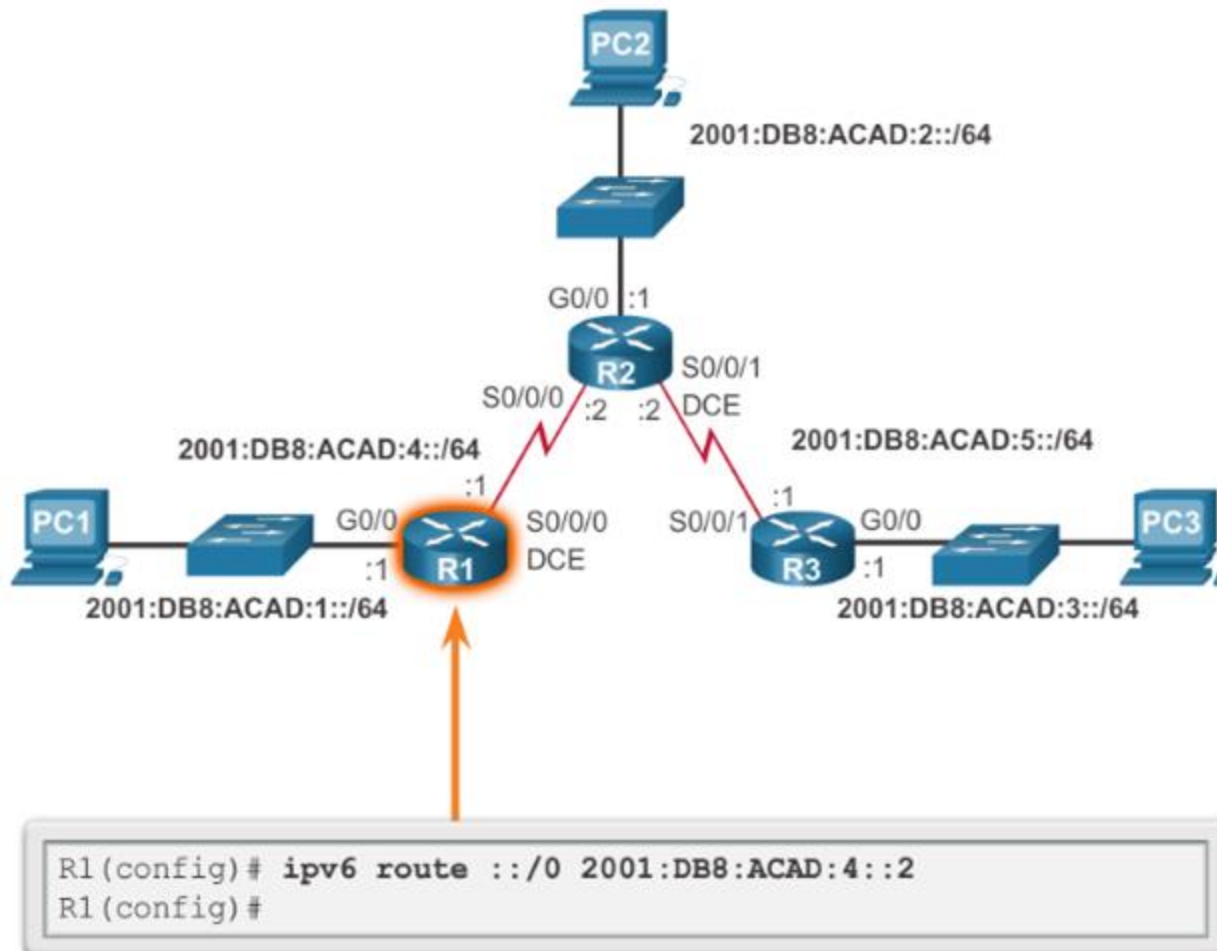 PC2
2001:DB8:ACAD:2::/64
G0/0 :1
R2
S0/0/1
S0/0/0 :2 :2 DCE
2001:DB8:ACAD:4::/64
2001:DB8:ACAD:5::/64
:1
:1
PC1
G0/0
S0/0/0
S0/0/1
G0/0
PC3
:1
R1
DCE
R3
:1
2001:DB8:ACAD:1::/64
2001:DB8:ACAD:3::/64
R1(config)# ipv6 route ::/0 2001:DB8:ACAD:4::2
R1(config)#